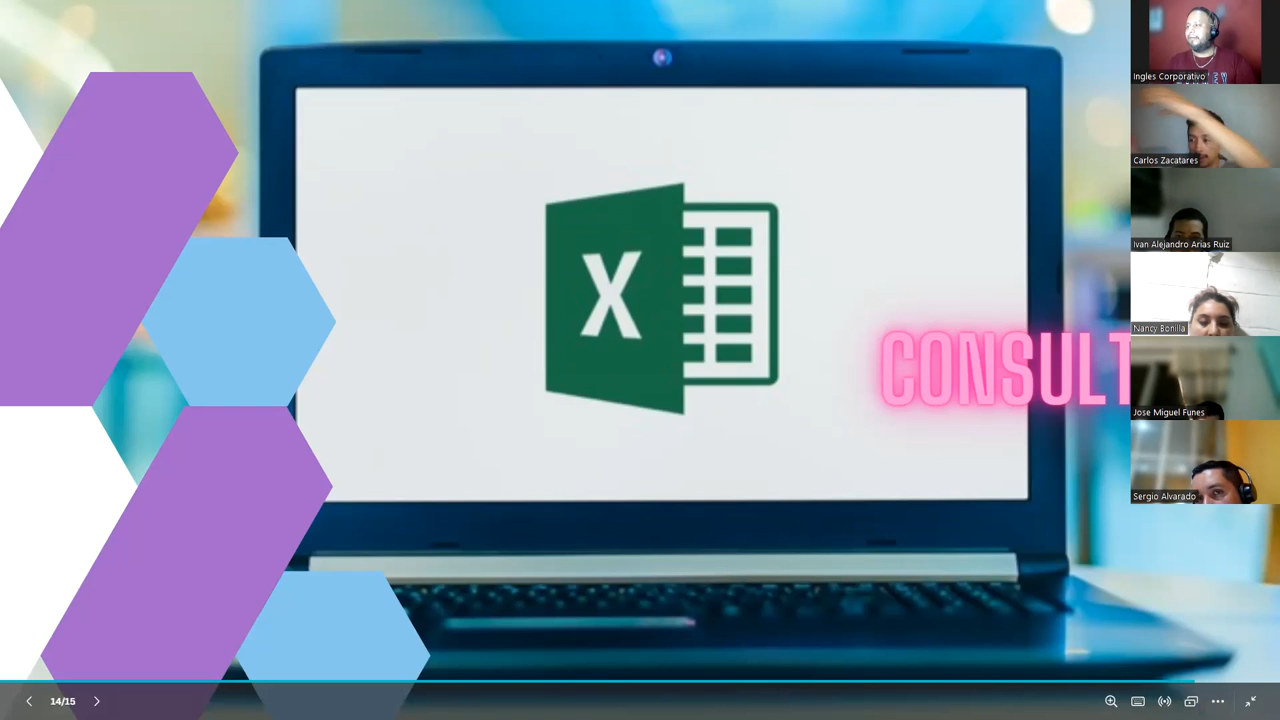 X
CONSULT
Ingles Corporativo
Carlos Zacatares
Ivan Alejandro Arias Ruiz
Nancy Bonilla
Jose Miguel Funes
Sergio Alvarado
14/15